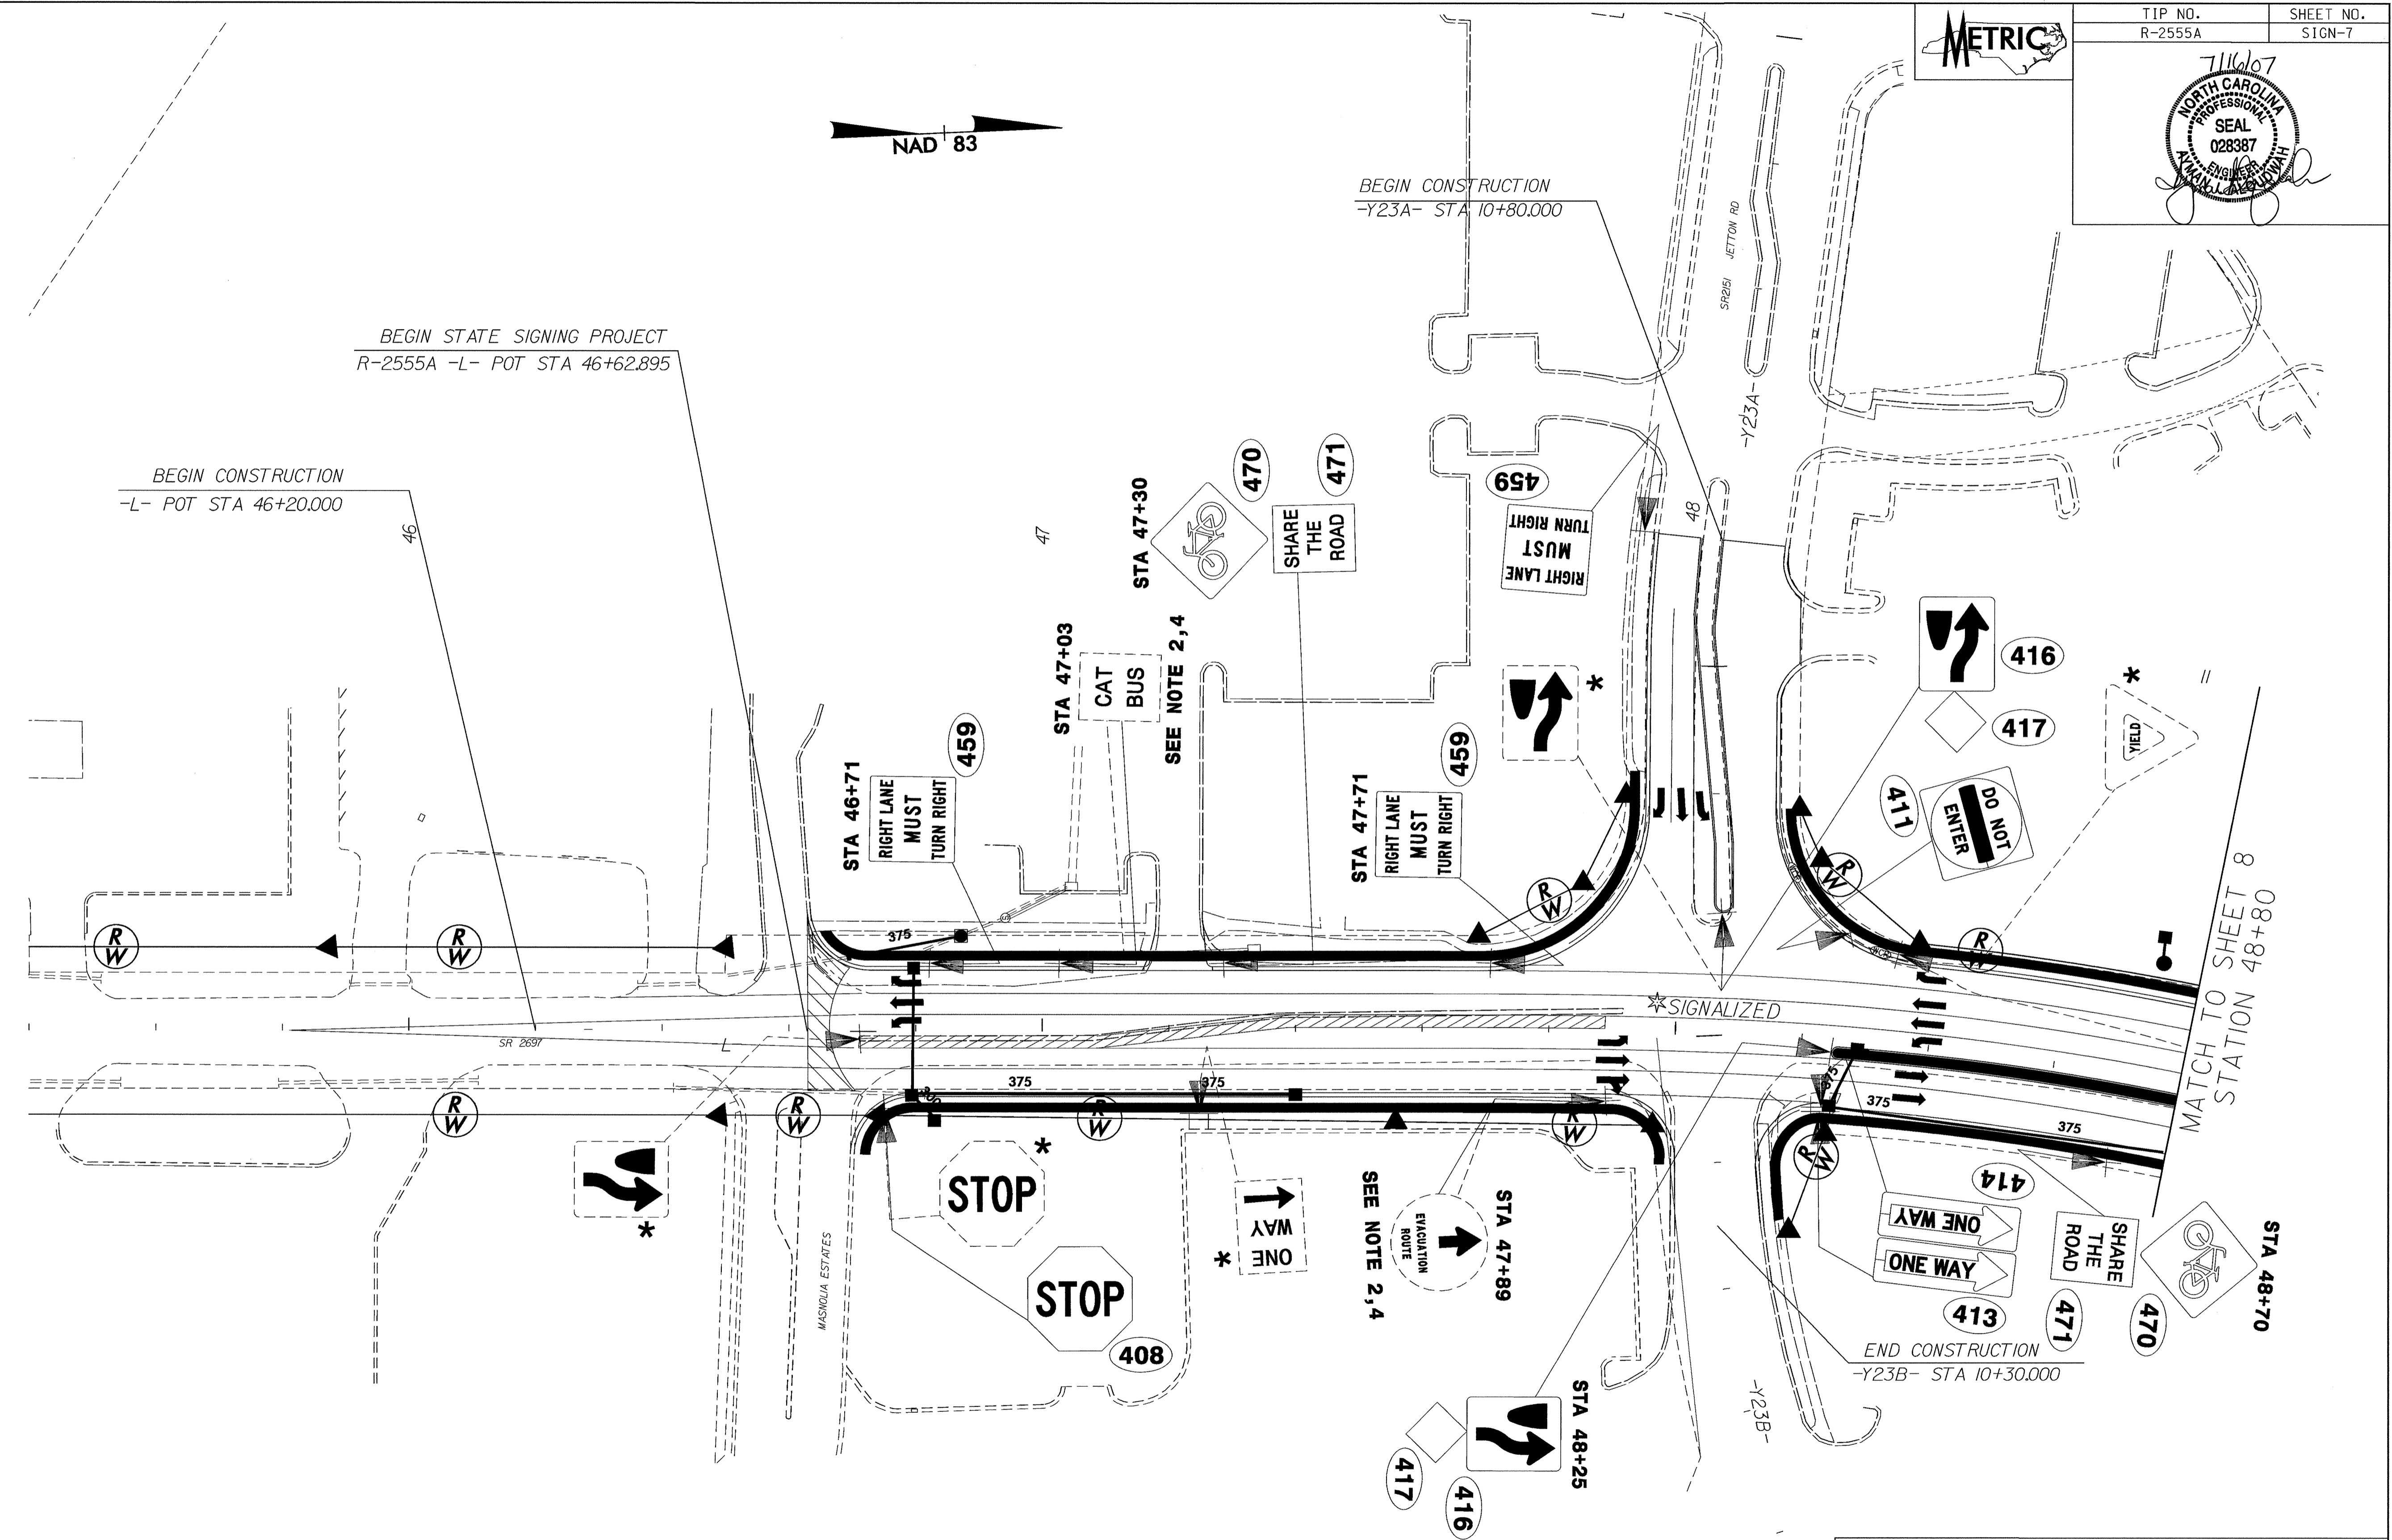 METRIC
TIP NO.
SHEET NO.
R-2555A
SIGN-7
7/16/07
NORTH CAROLINA
PROFESSIONAL
SEAL
028387
ENGINEER
AYMAN
NAD 83
BEGIN CONSTRUCTION
-Y23A- STA 10+80.000
SR2151 JETTON RD
-Y23A-
BEGIN STATE SIGNING PROJECT
R-2555A -L- POT STA 46+62.895
BEGIN CONSTRUCTION
-L- POT STA 46+20.000
46
47
48
STA 47+30
470
471
SHARE
THE
ROAD
459
RIGHT LANE
MUST
TURN RIGHT
STA 47+03
CAT
BUS
SEE NOTE 2,4
STA 46+71
RIGHT LANE
MUST
TURN RIGHT
459
STA 47+71
RIGHT LANE
MUST
TURN RIGHT
459
*
416
417
411
DO NOT
ENTER
*
YIELD
11
R
W
R
W
R
W
R
W
R
W
375
SIGNALIZED
SR 2697
L
MATCH TO SHEET 8
STATION 48+80
375
375
375
375
375
R
W
R
W
R
W
R
W
R
W
*
MASNOLIA ESTATES
STOP
*
STOP
408
ONE
WAY
*
SEE NOTE 2,4
EVACUATION
ROUTE
STA 47+89
414
ONE WAY
ONE WAY
413
SHARE
THE
ROAD
471
470
STA 48+70
END CONSTRUCTION
-Y23B- STA 10+30.000
-Y23B-
STA 48+25
417
416